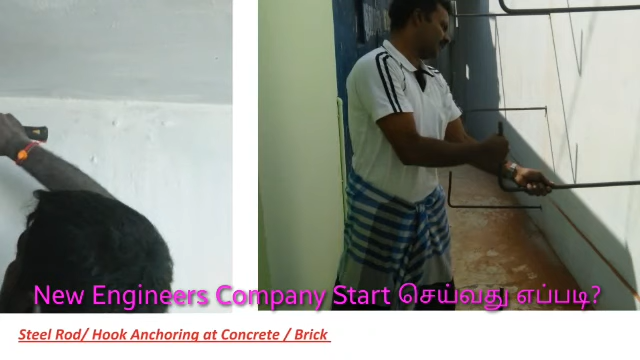 New Engineers Company Start செய்வது எப்படி?
Steel Rod/ Hook Anchoring at Concrete / Brick